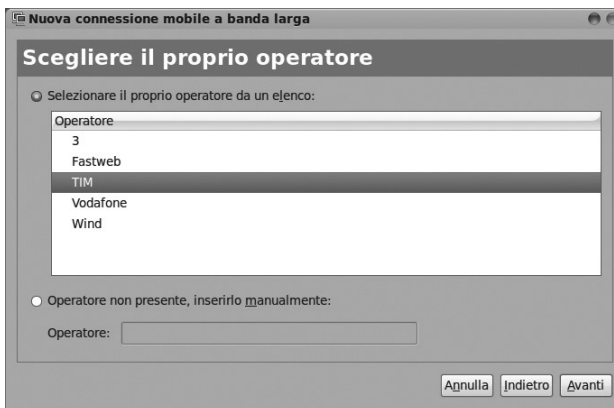 Nuova connessione mobile a banda larga
Scegliere il proprio operatore
Selezionare il proprio operatore da un elenco:
Operatore
3
Fastweb
TIM
Vodafone
Wind
Operatore non presente, inserirlo manualmente:
Operatore:
Annulla Indietro Avanti